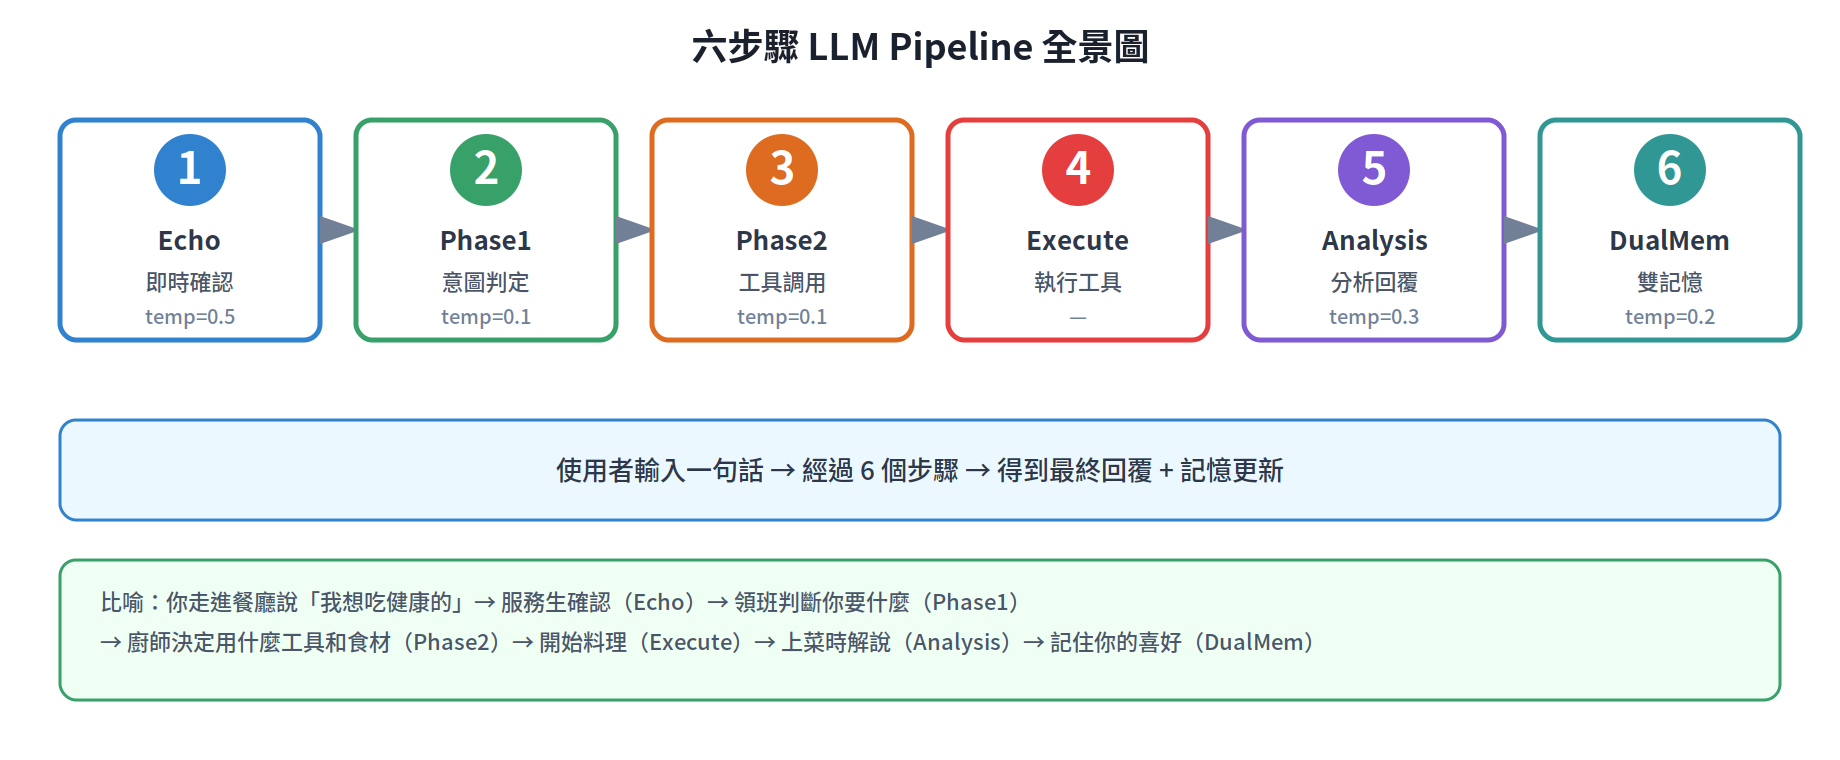 六步驟 LLM Pipeline 全景圖
1
Echo
即時確認
temp=0.5
2
Phase1
意圖判定
temp=0.1
3
Phase2
工具調用
temp=0.1
4
Execute
執行工具
—
5
Analysis
分析回覆
temp=0.3
6
DualMem
雙記憶
temp=0.2
使用者輸入一句話 → 經過 6 個步驟 → 得到最終回覆 + 記憶更新
比喻：你走進餐廳說「我想吃健康的」→ 服務生確認（Echo）→ 領班判斷你要什麼（Phase1）
→ 廚師決定用什麼工具和食材（Phase2）→ 開始料理（Execute）→ 上菜時解說（Analysis）→ 記住你的喜好（DualMem）